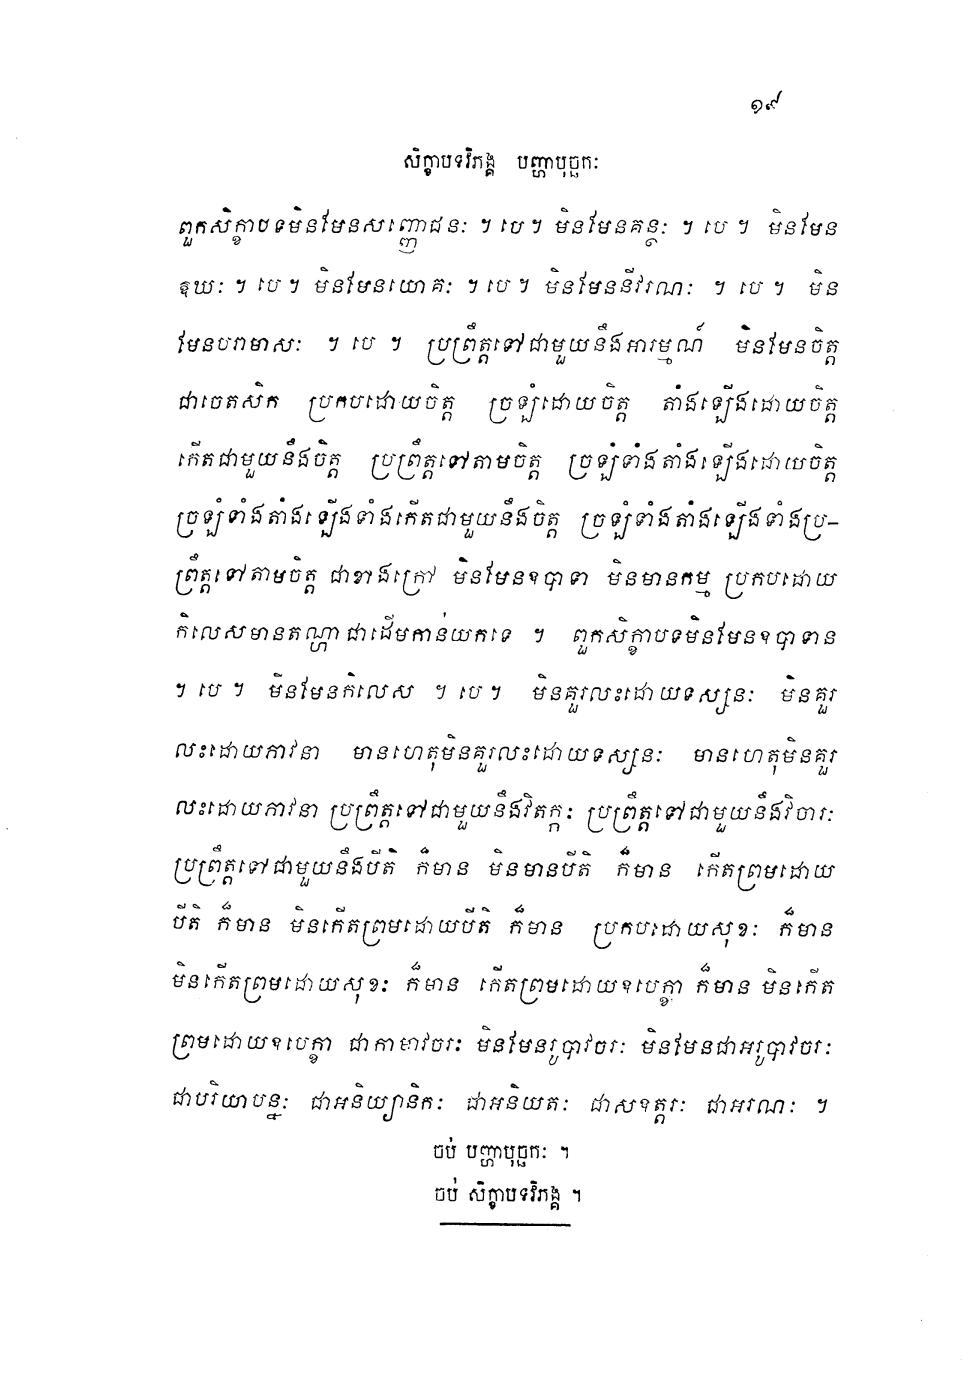 ១៩
សិក្ខាបទវិភង្គ បញ្ហាបុច្ឆកៈ
ពួកសិក្ខាបទមិនមែនសញ្ញោជនៈ ។ បេ ។ មិនមែនគន្ថៈ ។ បេ ។ មិនមែន
ឱឃៈ ។ បេ ។ មិនមែនយោគៈ ។ បេ ។ មិនមែននីវរណៈ ។ បេ ។ មិន
មែនបរាមាសៈ ។ បេ ។ ប្រព្រឹត្តទៅជាមួយនឹងអារម្មណ៍ មិនមែនចិត្ត
ជាចេតសិក ប្រកបដោយចិត្ត ច្រឡំដោយចិត្ត តាំងឡើងដោយចិត្ត
កើតជាមួយនឹងចិត្ត ប្រព្រឹត្តទៅតាមចិត្ត ច្រឡំទាំងតាំងឡើងដោយចិត្ត
ច្រឡំទាំងតាំងឡើងទាំងកើតជាមួយនឹងចិត្ត ច្រឡំទាំងតាំងឡើងទាំងប្រ-
ព្រឹត្តទៅតាមចិត្ត ជាខាងក្រៅ មិនមែនឧបាទា មិនមានកម្ម ប្រកបដោយ
កិលេសមានតណ្ហាជាដើមកាន់យកទេ ។ ពួកសិក្ខាបទមិនមែនឧបាទាន
។ បេ ។ មិនមែនកិលេស ។ បេ ។ មិនគួរលះដោយទស្សនៈ មិនគួរ
លះដោយភាវនា មានហេតុមិនគួរលះដោយទស្សនៈ មានហេតុមិនគួរ
លះដោយភាវនា ប្រព្រឹត្តទៅជាមួយនឹងវិតក្កៈ ប្រព្រឹត្តទៅជាមួយនឹងវិចារៈ
ប្រព្រឹត្តទៅជាមួយនឹងបីតិ ក៏មាន មិនមានបីតិ ក៏មាន កើតព្រមដោយ
បីតិ ក៏មាន មិនកើតព្រមដោយបីតិ ក៏មាន ប្រកបដោយសុខៈ ក៏មាន
មិនកើតព្រមដោយសុខៈ ក៏មាន កើតព្រមដោយឧបេក្ខា ក៏មាន មិនកើត
ព្រមដោយឧបេក្ខា ជាកាមាវចរៈ មិនមែនរូបាវចរៈ មិនមែនជាអរូបាវចរៈ
ជាបរិយាបន្នៈ ជាអនិយ្យានិកៈ ជាអនិយតៈ ជាសឧត្តរៈ ជាអរណៈ ។
ចប់ បញ្ហាបុច្ឆកៈ ។
ចប់ សិក្ខាបទវិភង្គ ។